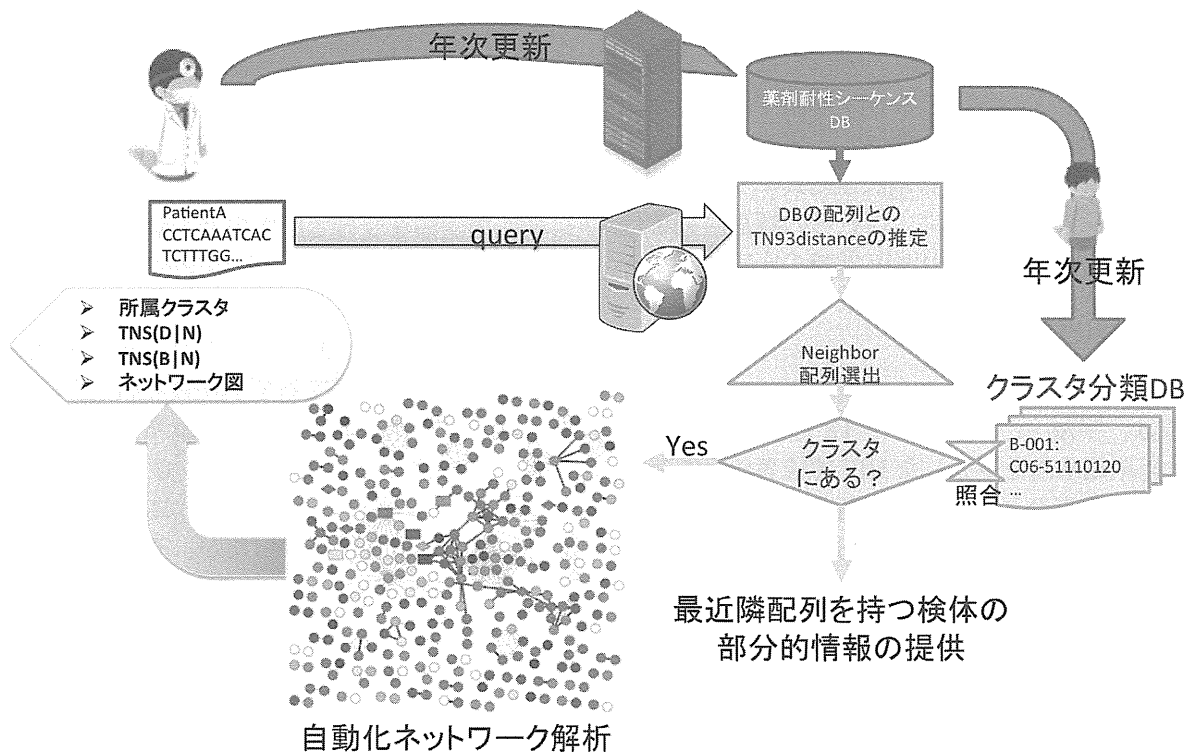 年次更新
薬剤耐性シーケンス
DB
PatientA
CCTCAAATCAC
TCTTTGG...
query
DBの配列との
TN93distanceの推定
年次更新
➢ 所属クラスタ
➢ TNS(D|N)
➢ TNS(B|N)
➢ ネットワーク図
Neighbor
配列選出
クラスタ分類DB
Yes
クラスタ
にある？
照合
B-001:
C06-51110120
...
最近隣配列を持つ検体の
部分的情報の提供
自動化ネットワーク解析